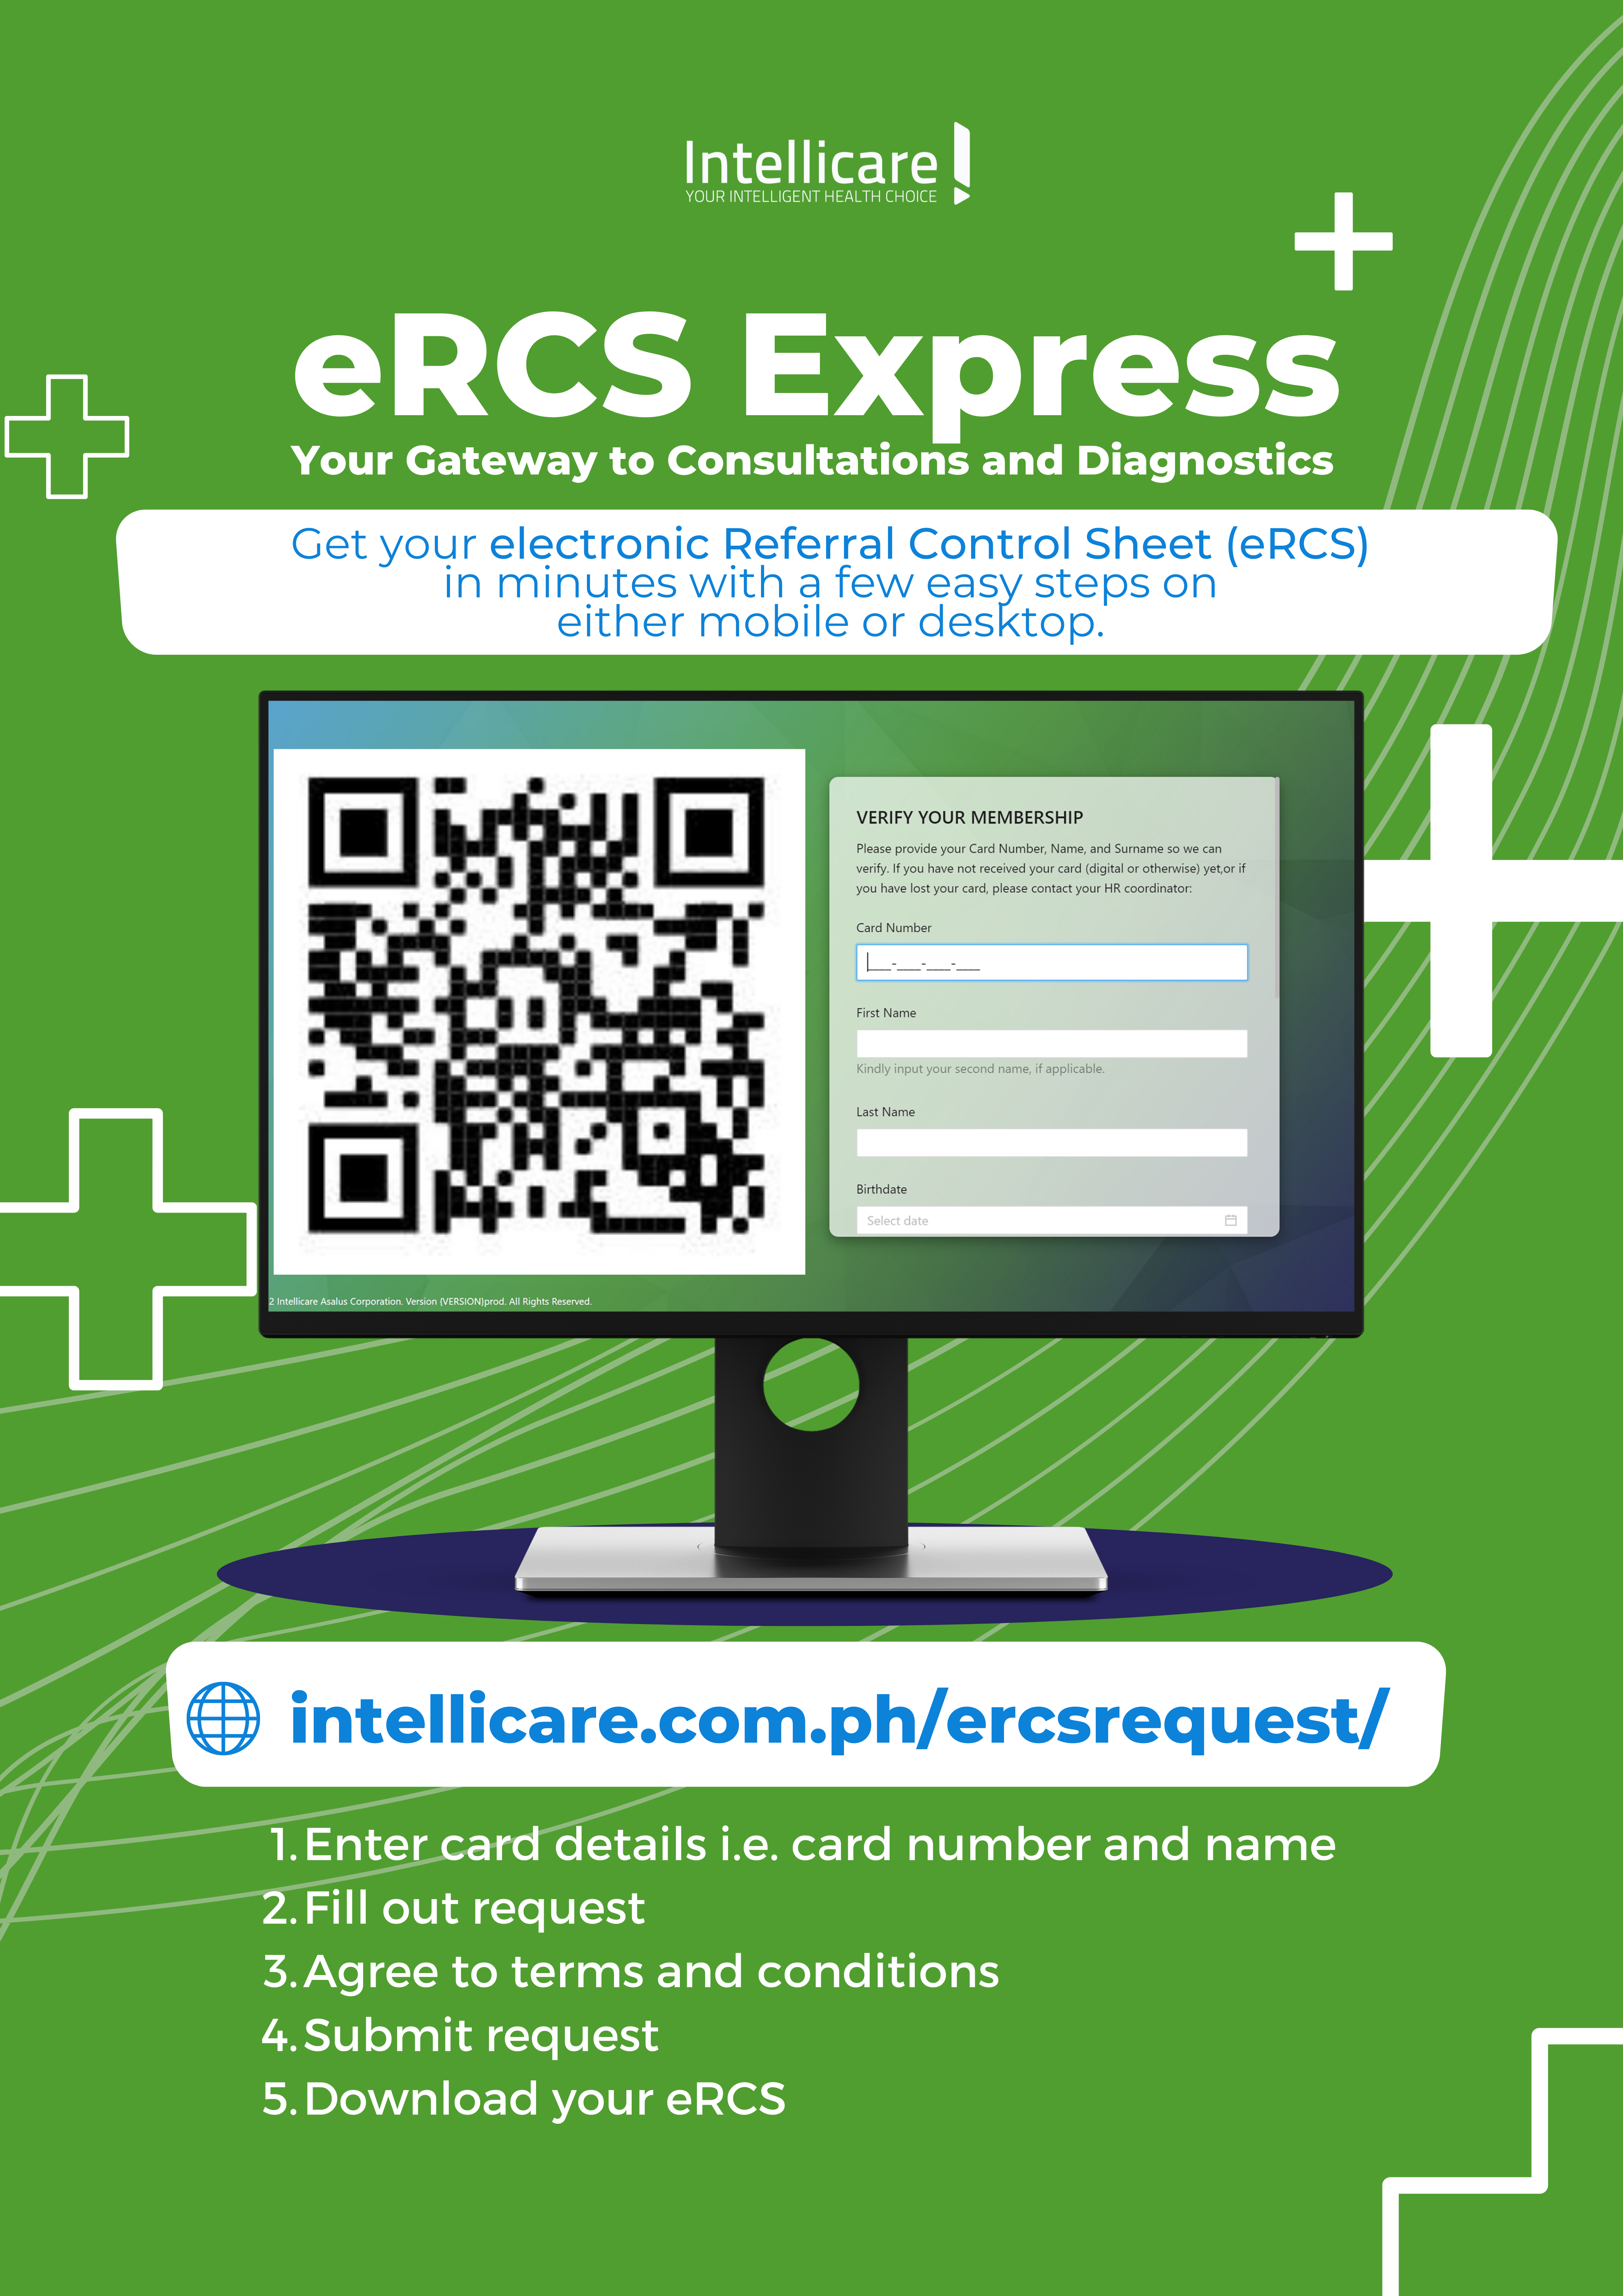 Intellicare
YOUR INTELLIGENT HEALTH CHOICE
eRCS Express
Your Gateway to Consultations and Diagnostics
Get your electronic Referral Control Sheet (eRCS)
in minutes with a few easy steps on
either mobile or desktop.
VERIFY YOUR MEMBERSHIP
Please provide your Card Number, Name, and Surname so we can
verify. If you have not received your card (digital or otherwise) yet,or if
you have lost your card, please contact your HR coordinator:
Card Number
___-___-___-___
First Name
Kindly input your second name, if applicable.
Last Name
Birthdate
Select date
2 Intellicare Asalus Corporation. Version {VERSION}prod. All Rights Reserved.
intellicare.com.ph/ercsrequest/
1. Enter card details i.e. card number and name
2. Fill out request
3. Agree to terms and conditions
4. Submit request
5. Download your eRCS